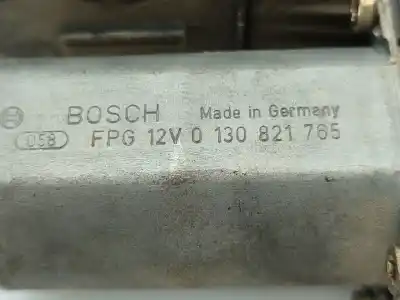 BOSCH Made in Germany
058 FPG 12V 0 130 821 765